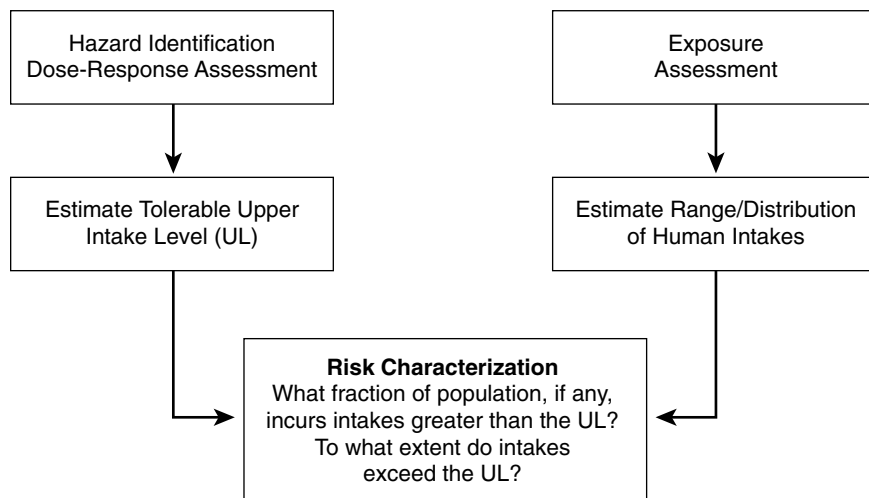 Hazard Identification
Dose-Response Assessment
Exposure
Assessment
Estimate Tolerable Upper
Intake Level (UL)
Estimate Range/Distribution
of Human Intakes
Risk Characterization
What fraction of population, if any,
incurs intakes greater than the UL?
To what extent do intakes
exceed the UL?